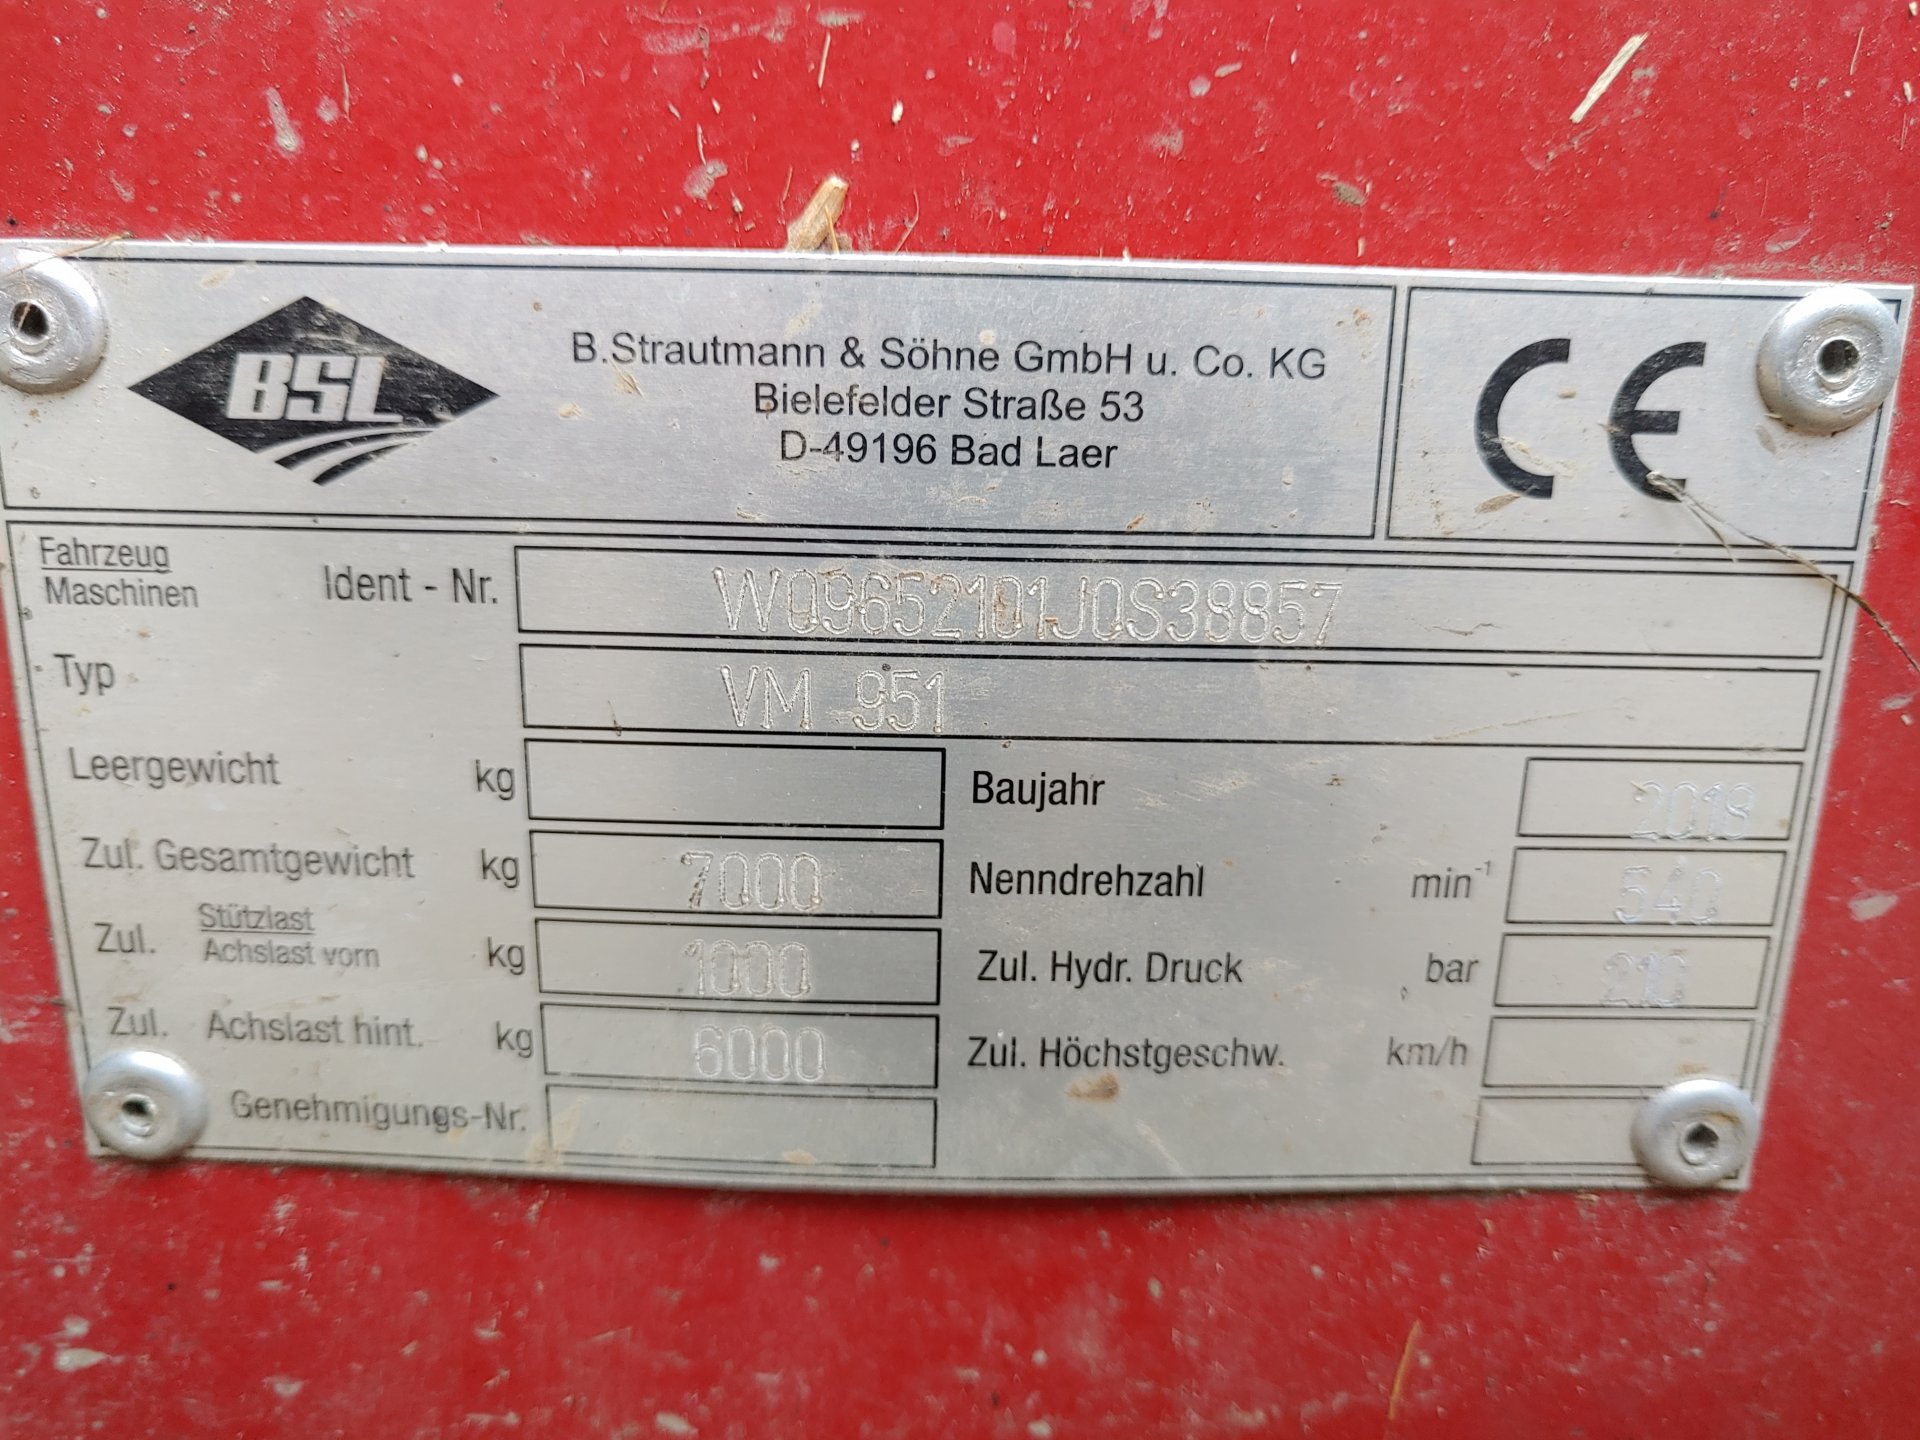 BSL
B.Strautmann & Söhne GmbH u. Co. KG
Bielefelder Straße 53
D-49196 Bad Laer
CE
Fahrzeug
Maschinen
Ident - Nr.
W09652101J0S38857
Typ
VM 951
Leergewicht kg
Baujahr 2018
Zul. Gesamtgewicht kg 7000
Nenndrehzahl min⁻¹ 540
Zul. Stützlast
Achslast vorn kg 1000
Zul. Hydr. Druck bar 210
Zul. Achslast hint. kg 6000
Zul. Höchstgeschw. km/h
Genehmigungs-Nr.